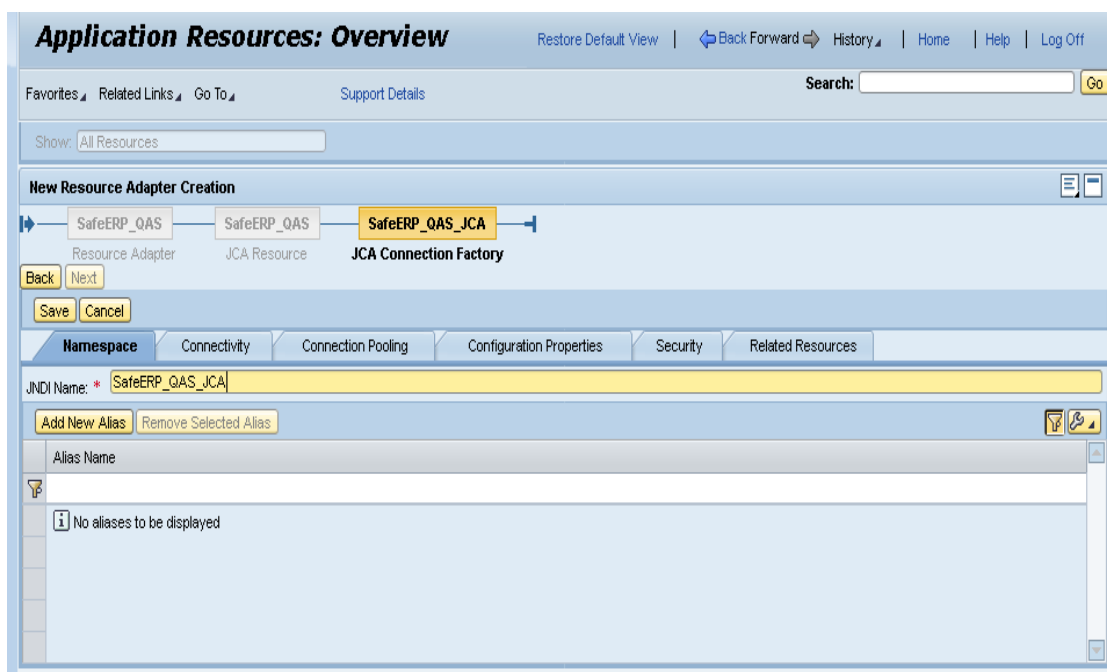 Application Resources: Overview
Restore Default View | Back Forward History | Home | Help | Log Off
Favorites Related Links Go To Support Details Search: Go
Show: All Resources
New Resource Adapter Creation
SafeERP_QAS SafeERP_QAS SafeERP_QAS_JCA
Resource Adapter JCA Resource JCA Connection Factory
Back Next
Save Cancel
Namespace Connectivity Connection Pooling Configuration Properties Security Related Resources
JNDI Name: * SafeERP_QAS_JCA
Add New Alias Remove Selected Alias
Alias Name
No aliases to be displayed